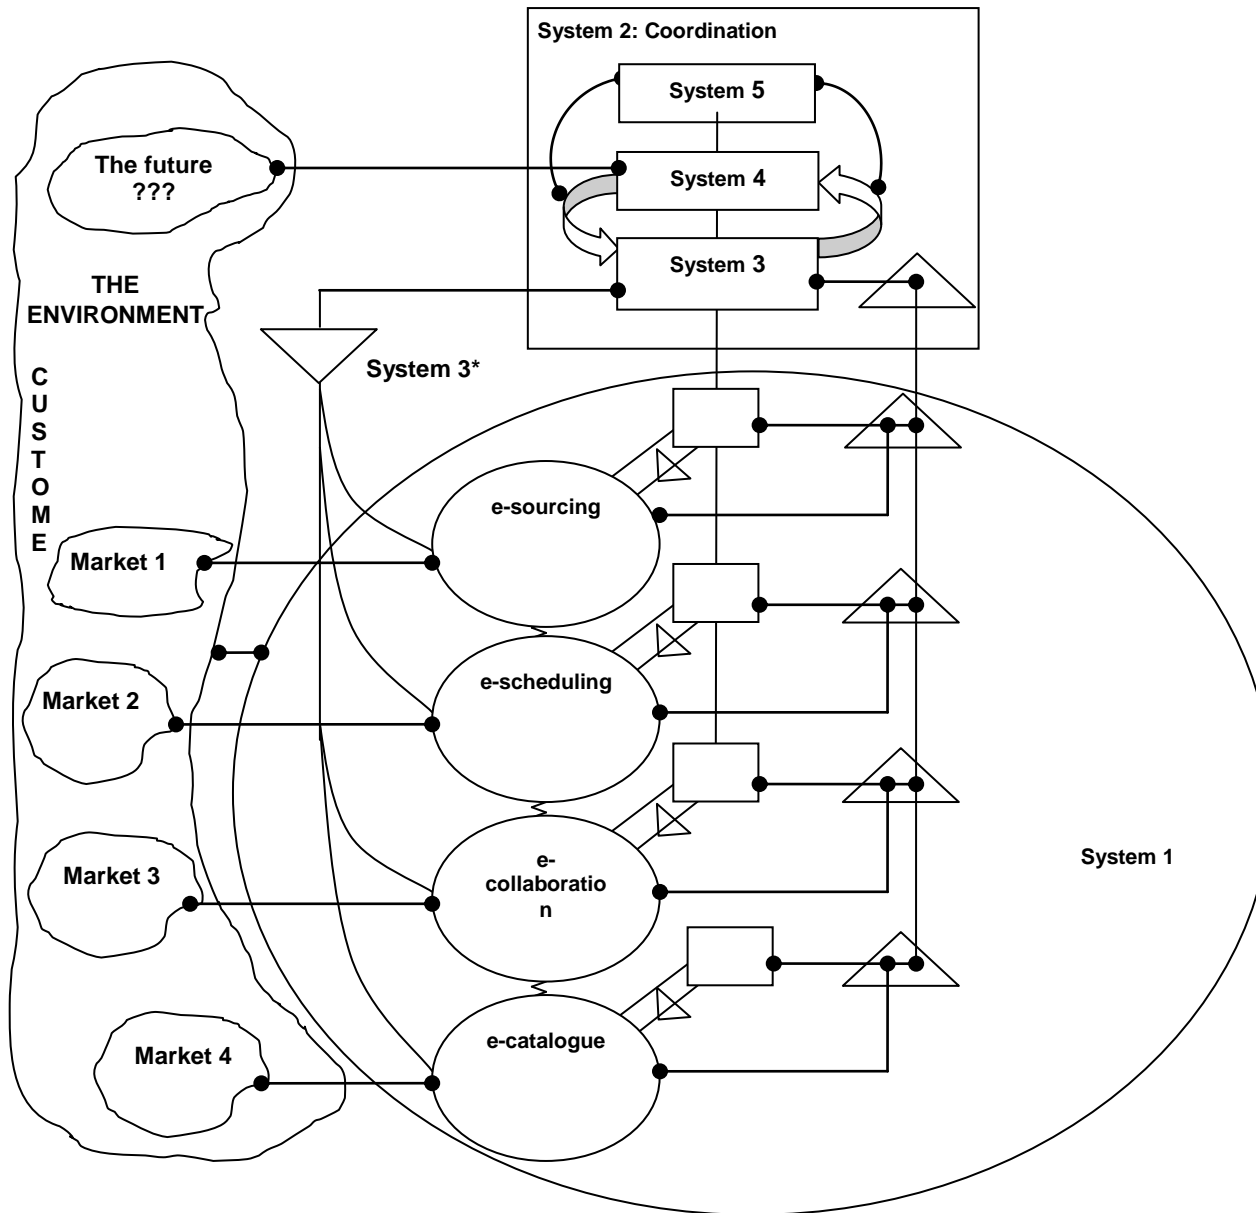 System 2: Coordination
System 5
System 4
System 3
The future
???
THE
ENVIRONMENT
C
U
S
T
O
M
E
System 3*
Market 1
Market 2
Market 3
Market 4
e-sourcing
e-scheduling
e-
collaboratio
n
e-catalogue
System 1